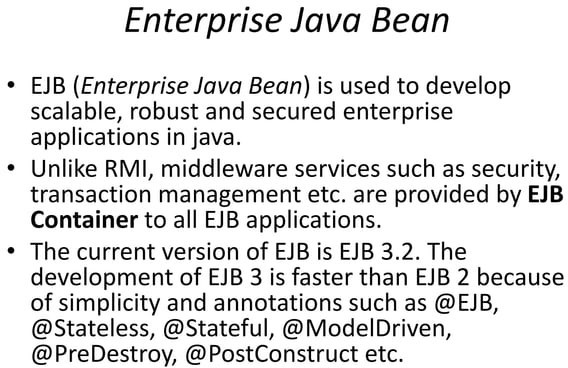 Enterprise Java Bean
• EJB (Enterprise Java Bean) is used to develop
scalable, robust and secured enterprise
applications in java.
• Unlike RMI, middleware services such as security,
transaction management etc. are provided by EJB
Container to all EJB applications.
• The current version of EJB is EJB 3.2. The
development of EJB 3 is faster than EJB 2 because
of simplicity and annotations such as @EJB,
@Stateless, @Stateful, @ModelDriven,
@PreDestroy, @PostConstruct etc.